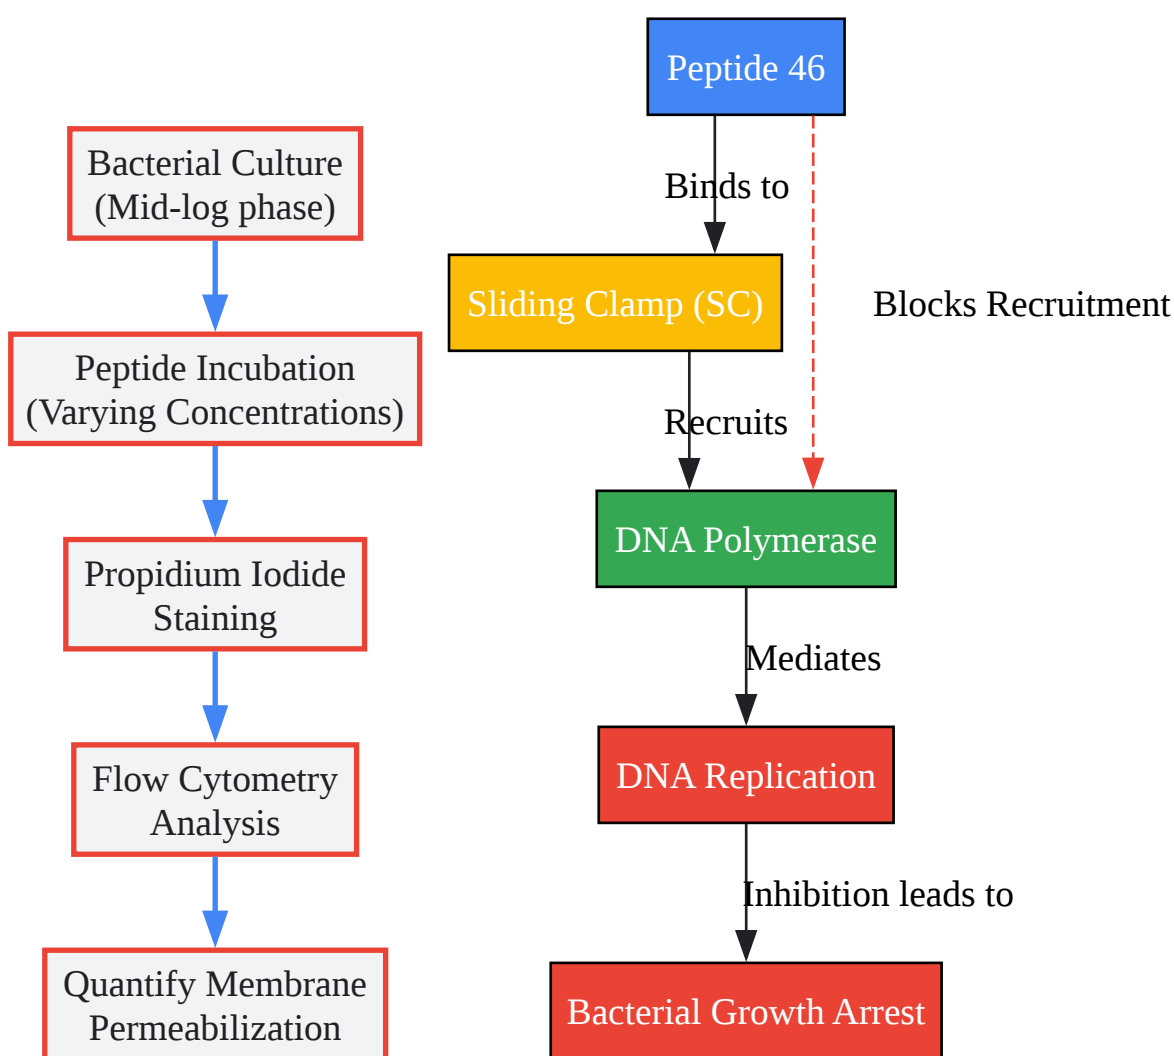 Bacterial Culture
(Mid-log phase)
Peptide Incubation
(Varying Concentrations)
Propidium Iodide
Staining
Flow Cytometry
Analysis
Quantify Membrane
Permeabilization
Peptide 46
Binds to
Sliding Clamp (SC)
Blocks Recruitment
Recruits
DNA Polymerase
Mediates
DNA Replication
Inhibition leads to
Bacterial Growth Arrest